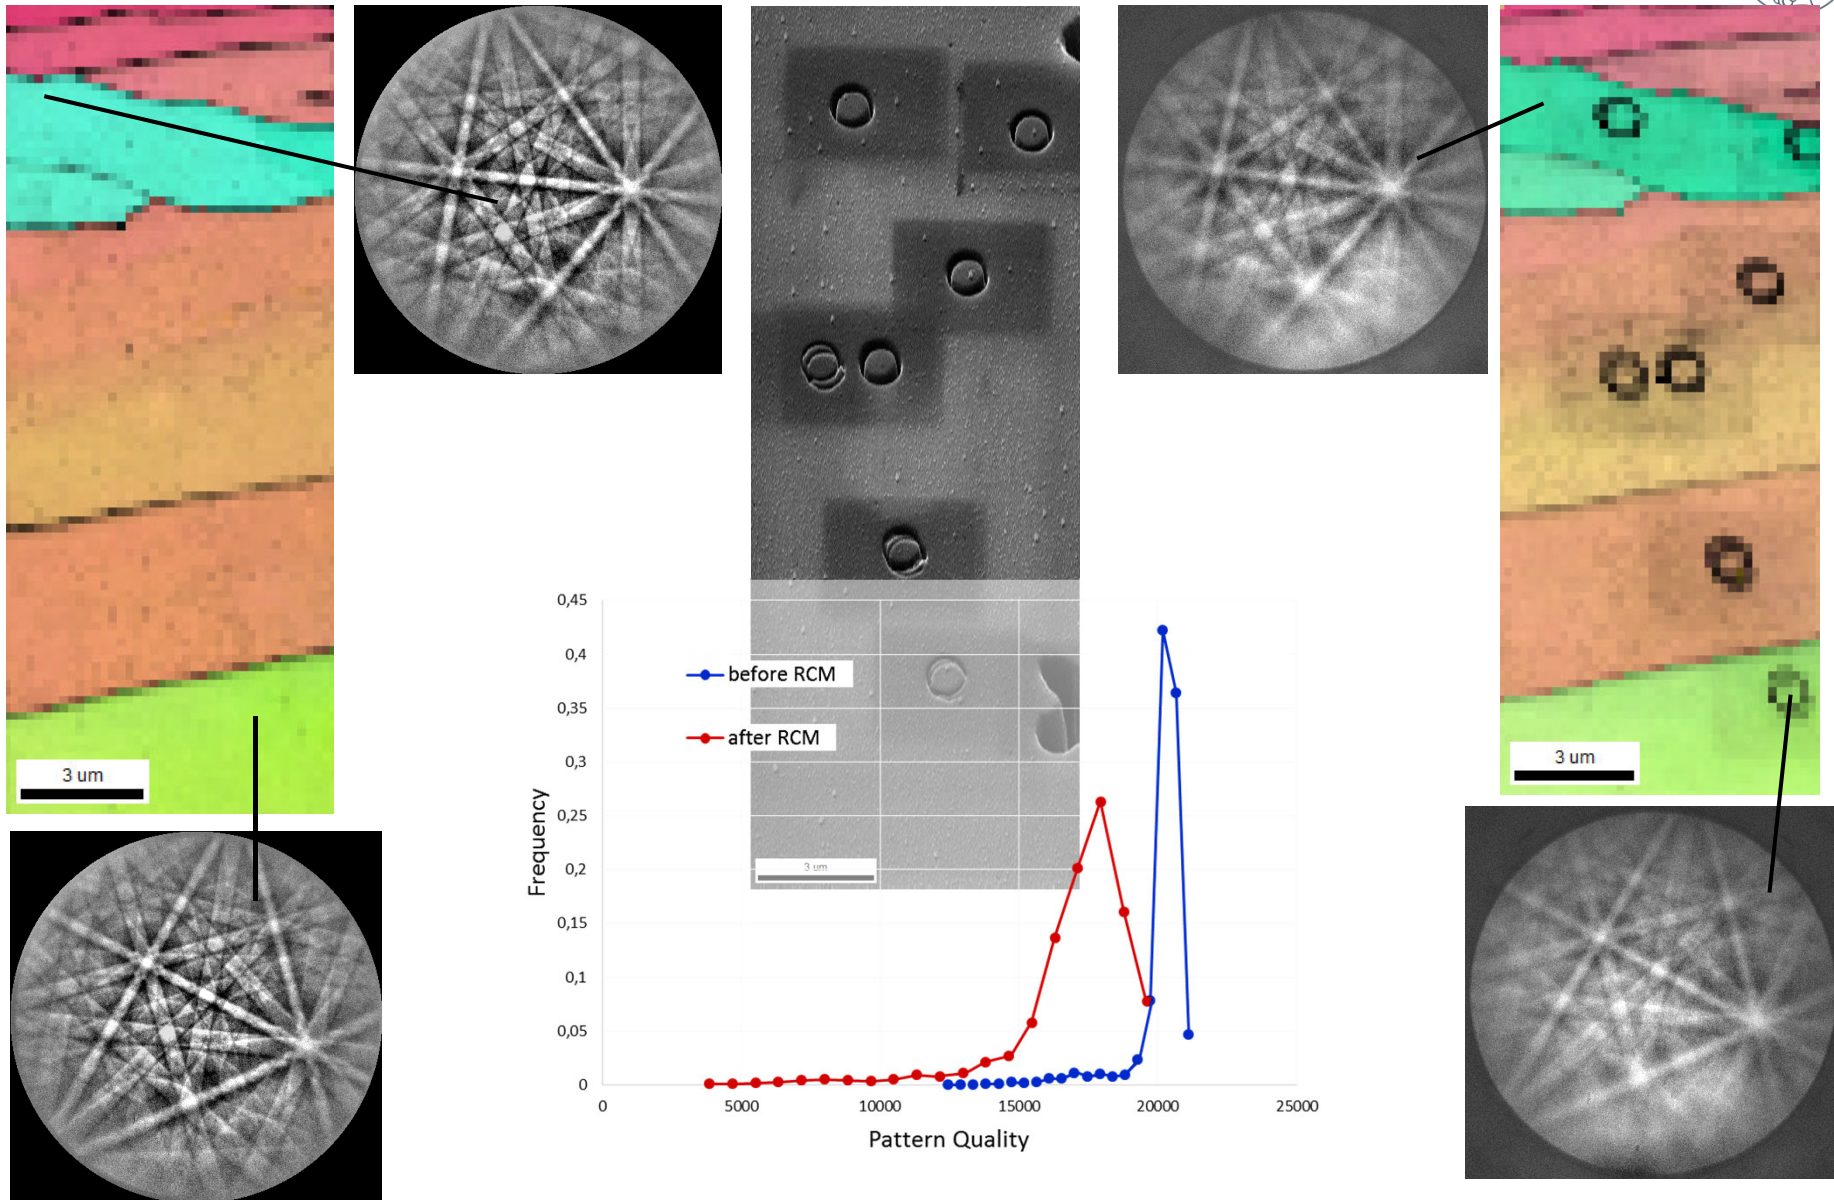 3 um
3 um
0,45
0,4
0,35
0,3
0,25
0,2
0,15
0,1
0,05
0
before RCM
after RCM
3 um
Frequency
0
5000
10000
15000
20000
25000
Pattern Quality